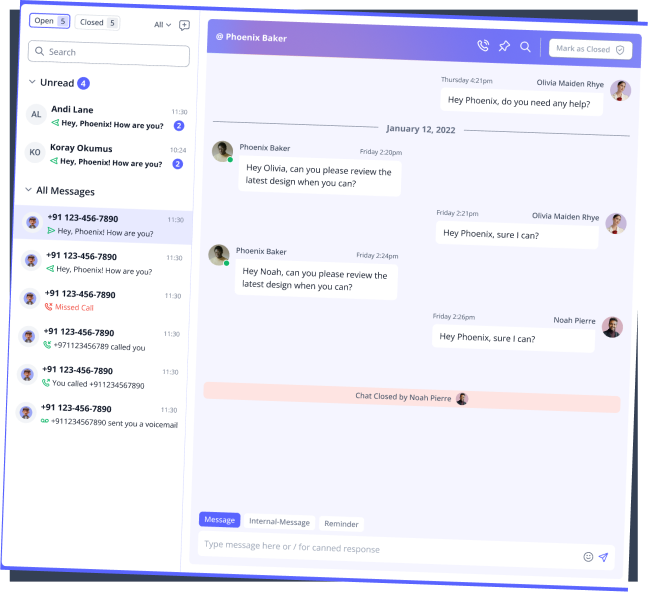 Open 5 Closed 5 All
Search
Unread 4
AL Andi Lane 11:30
Hey, Phoenix! How are you? 2
KO Koray Okumus 10:24
Hey, Phoenix! How are you? 2
All Messages
+91 123-456-7890 11:30
Hey, Phoenix! How are you?
+91 123-456-7890 11:30
Hey, Phoenix! How are you?
+91 123-456-7890 11:30
Missed Call
+91 123-456-7890 11:30
+971123456789 called you
+91 123-456-7890 11:30
You called +911234567890
+91 123-456-7890 11:30
+911234567890 sent you a voicemail
@ Phoenix Baker Mark as Closed
Thursday 4:21pm Olivia Maiden Rhye
Hey Phoenix, do you need any help?
January 12, 2022
Phoenix Baker Friday 2:20pm
Hey Olivia, can you please review the
latest design when you can?
Friday 2:21pm Olivia Maiden Rhye
Hey Phoenix, sure I can?
Phoenix Baker Friday 2:24pm
Hey Noah, can you please review the
latest design when you can?
Friday 2:26pm Noah Pierre
Hey Phoenix, sure I can?
Chat Closed by Noah Pierre
Message Internal-Message Reminder
Type message here or / for canned response